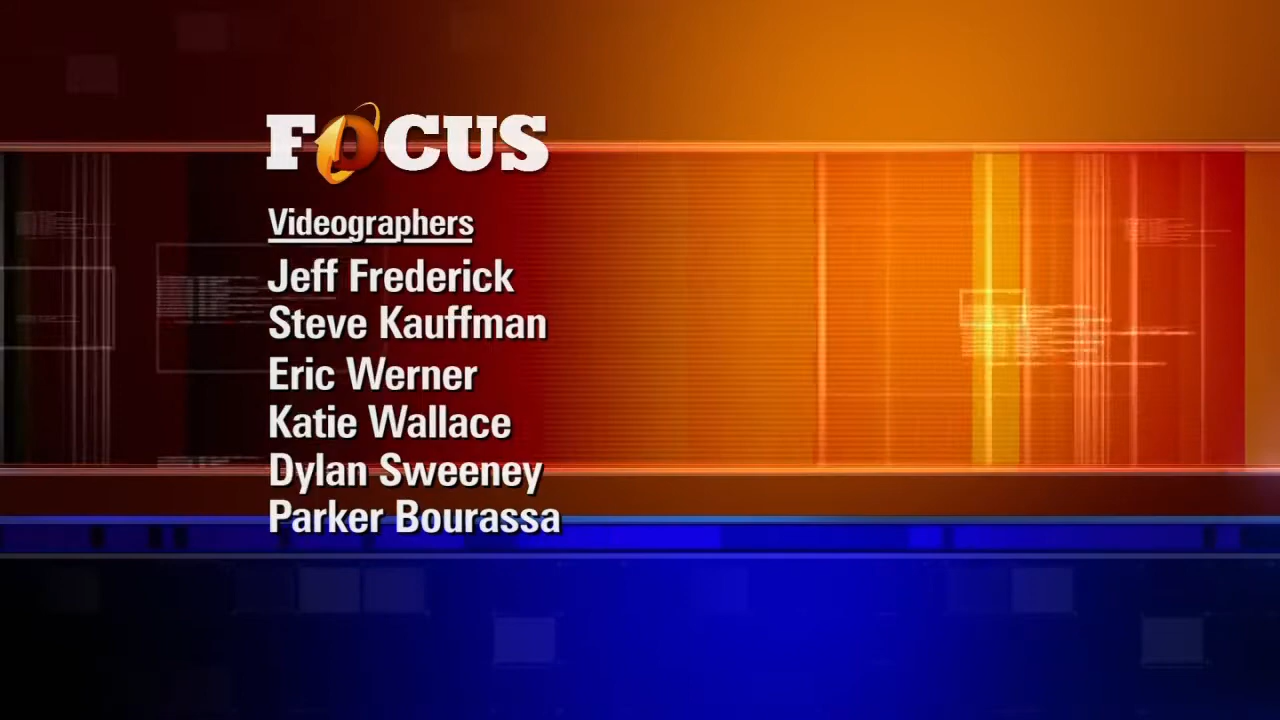 FOCUS
Videographers
Jeff Frederick
Steve Kauffman
Eric Werner
Katie Wallace
Dylan Sweeney
Parker Bourassa